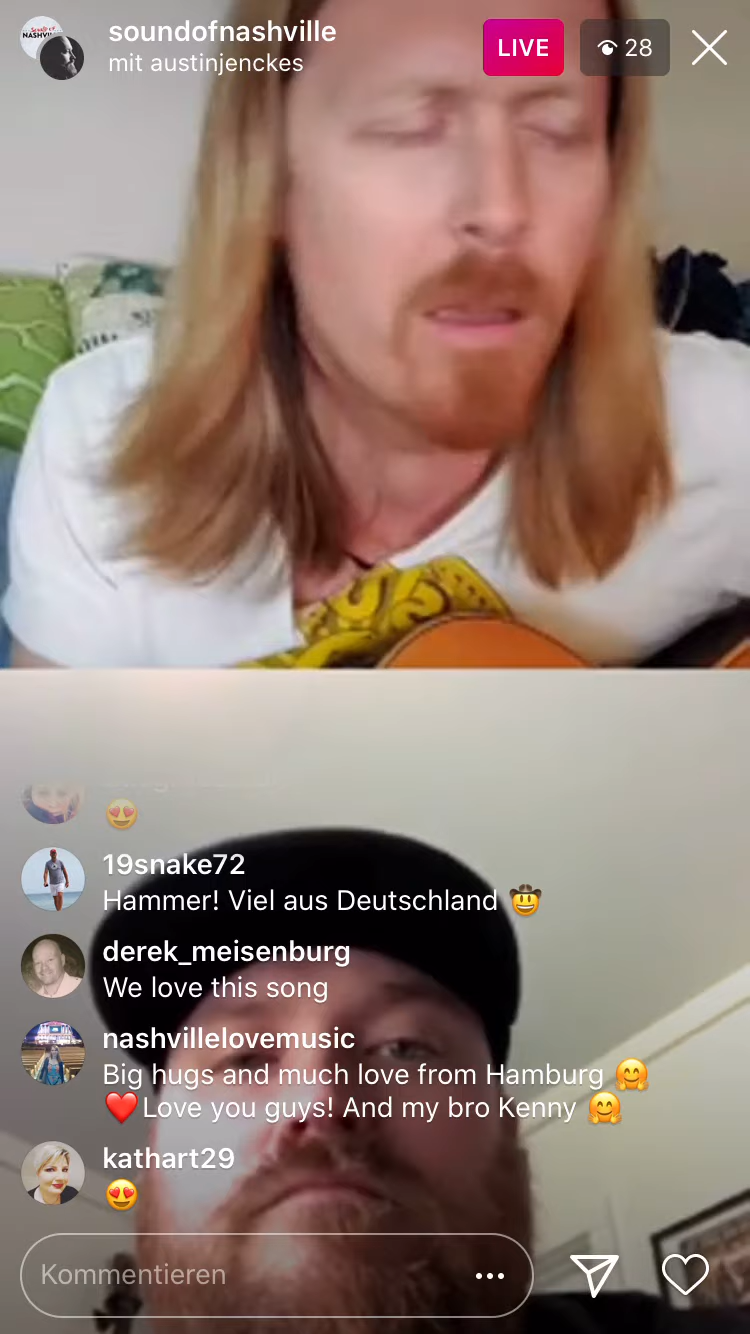 soundofnashville
mit austinjenckes
LIVE
28
😍
19snake72
Hammer! Viel aus Deutschland 🤠
derek_meisenburg
We love this song
nashvillelovemusic
Big hugs and much love from Hamburg 🤗
❤️Love you guys! And my bro Kenny 🤗
kathart29
😍
Kommentieren